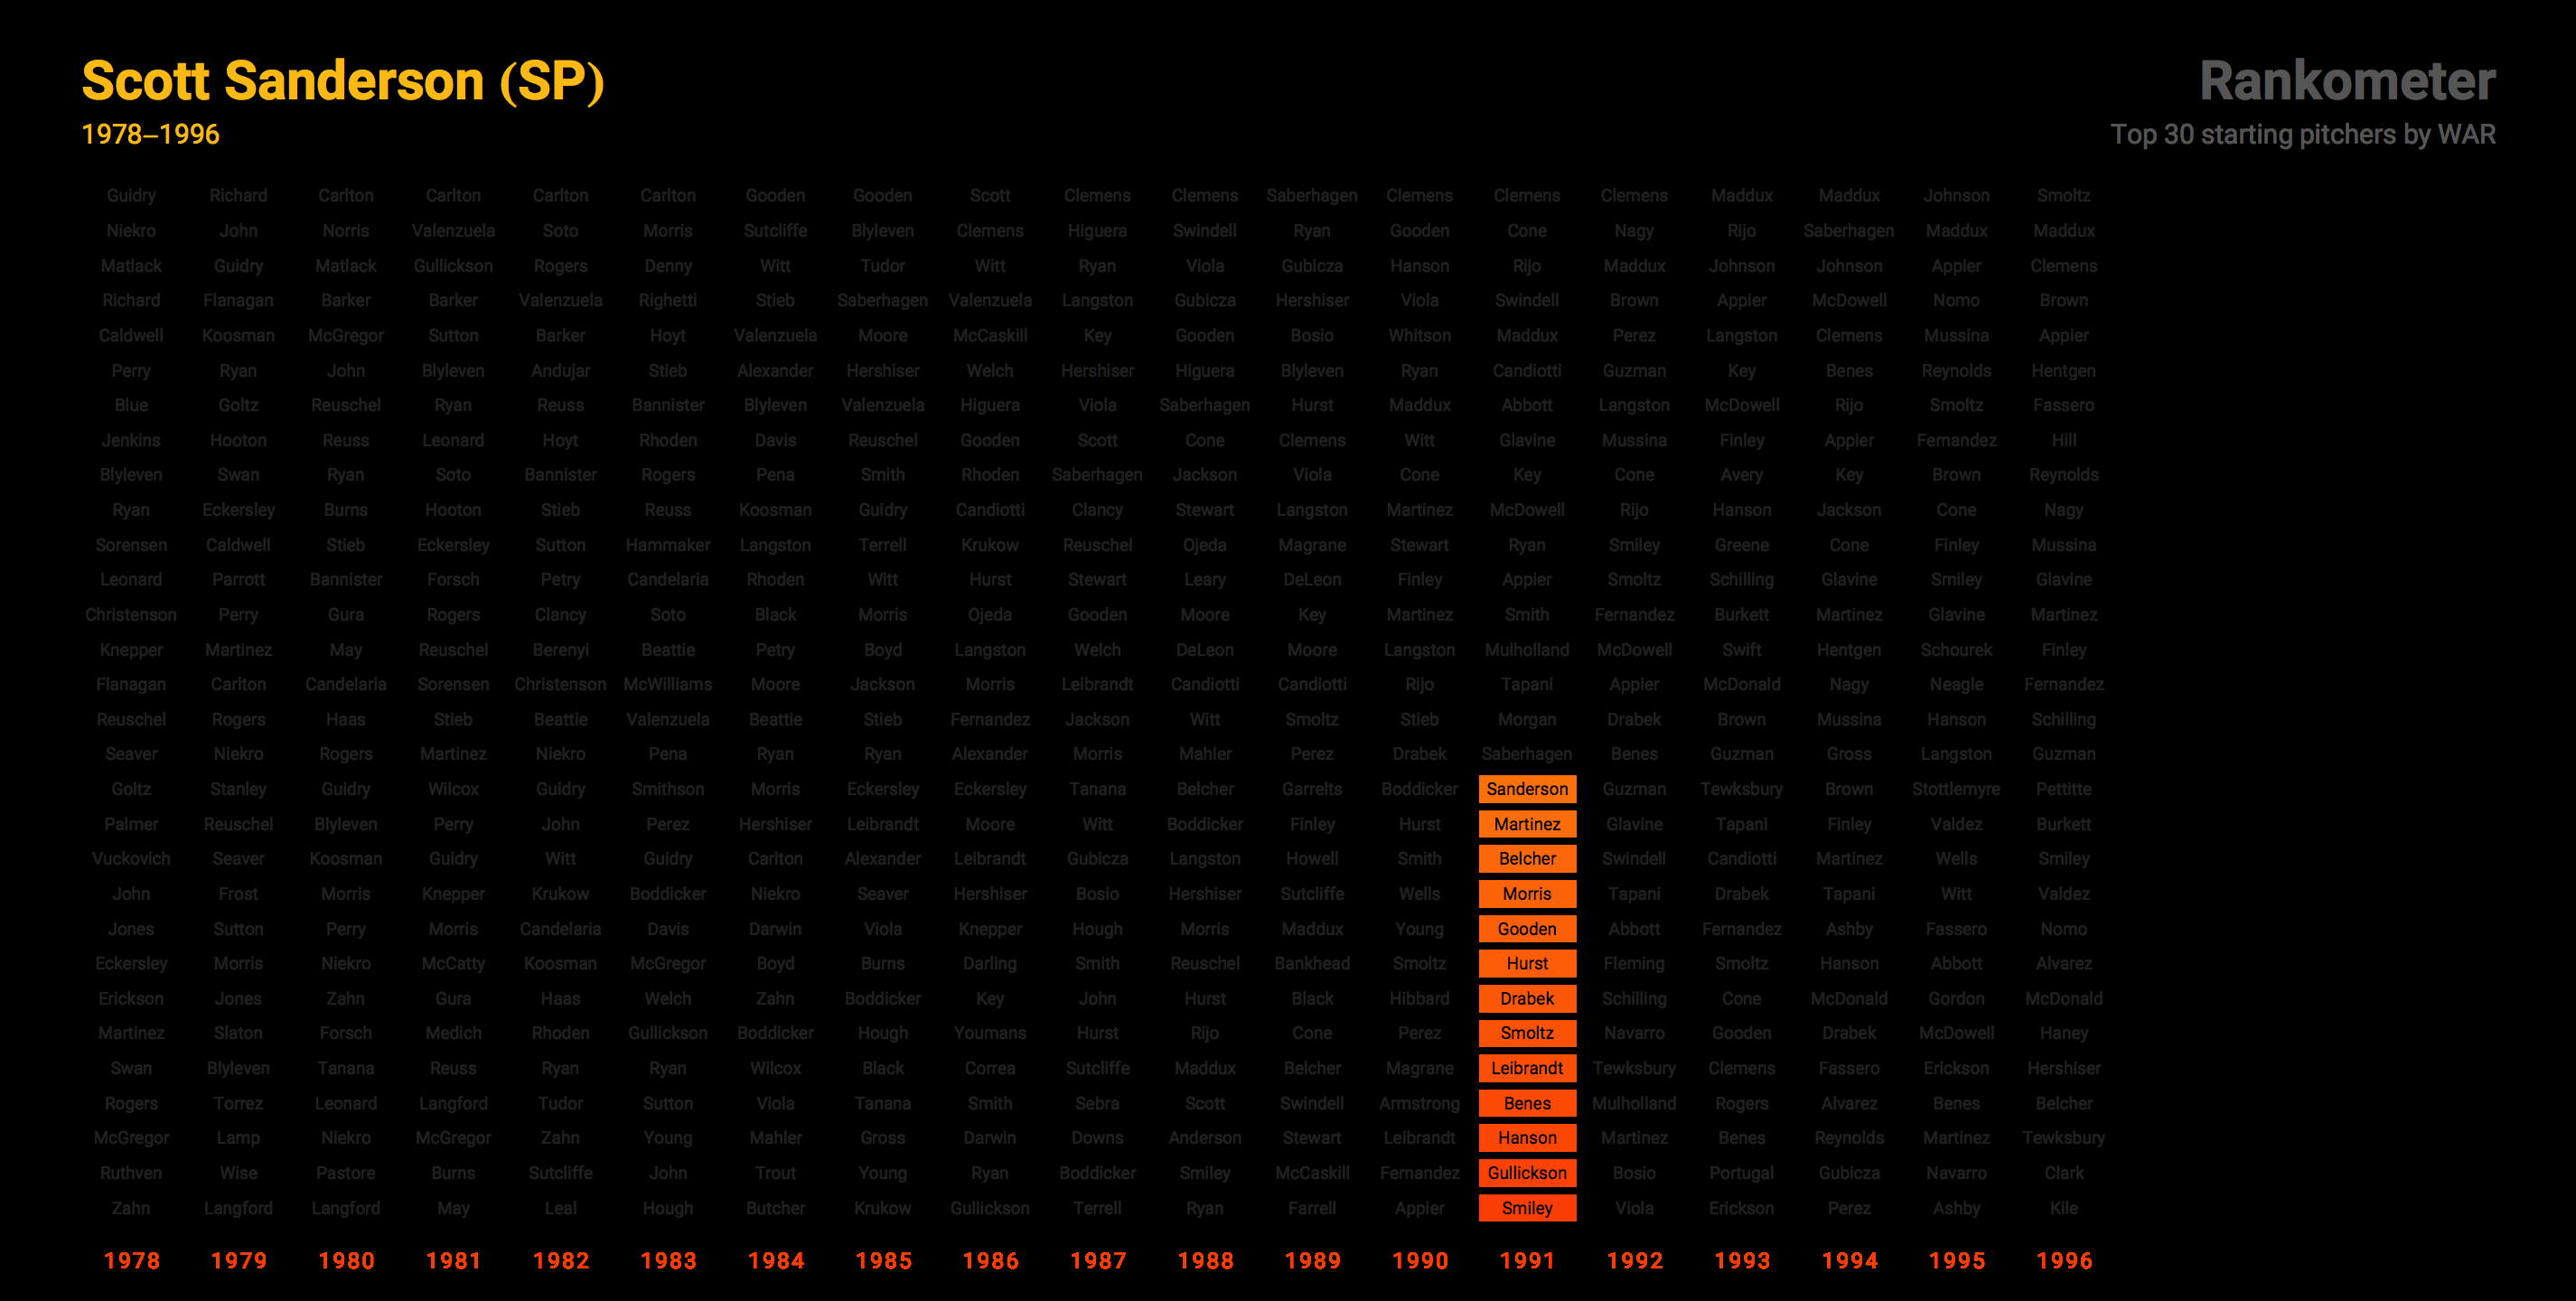 Scott Sanderson (SP)
1978–1996
Rankometer
Top 30 starting pitchers by WAR
Guidry Richard Carlton Carlton Carlton Carlton Gooden Gooden Scott Clemens Clemens Saberhagen Clemens Clemens Clemens Maddux Maddux Johnson Smoltz
Niekro John Norris Valenzuela Soto Morris Sutcliffe Blyleven Clemens Higuera Swindell Ryan Gooden Cone Nagy Rijo Saberhagen Maddux Maddux
Matlack Guidry Matlack Gullickson Rogers Denny Witt Tudor Witt Ryan Viola Gubicza Hanson Rijo Maddux Johnson Johnson Appier Clemens
Richard Flanagan Barker Barker Valenzuela Righetti Stieb Saberhagen Valenzuela Langston Gubicza Hershiser Viola Swindell Brown Appier McDowell Nomo Brown
Caldwell Koosman McGregor Sutton Barker Hoyt Valenzuela Moore McCaskill Key Gooden Bosio Whitson Maddux Perez Langston Clemens Mussina Appier
Perry Ryan John Blyleven Andujar Stieb Alexander Hershiser Welch Hershiser Higuera Blyleven Ryan Candiotti Guzman Key Benes Reynolds Hentgen
Blue Goltz Reuschel Ryan Reuss Bannister Blyleven Valenzuela Higuera Viola Saberhagen Hurst Maddux Abbott Langston McDowell Rijo Smoltz Fassero
Jenkins Hooton Reuss Leonard Hoyt Rhoden Davis Reuschel Gooden Scott Cone Clemens Witt Glavine Mussina Finley Appier Fernandez Hill
Blyleven Swan Ryan Soto Bannister Rogers Pena Smith Rhoden Saberhagen Jackson Viola Cone Key Cone Avery Key Brown Reynolds
Ryan Eckersley Burns Hooton Stieb Reuss Koosman Guidry Candiotti Clancy Stewart Langston Martinez McDowell Rijo Hanson Jackson Cone Nagy
Sorensen Caldwell Stieb Eckersley Sutton Hammaker Langston Terrell Krukow Reuschel Ojeda Magrane Stewart Ryan Smiley Greene Cone Finley Mussina
Leonard Parrott Bannister Forsch Petry Candelaria Rhoden Witt Hurst Stewart Leary DeLeon Finley Appier Smoltz Schilling Glavine Smiley Glavine
Christenson Perry Gura Rogers Clancy Soto Black Morris Ojeda Gooden Moore Key Martinez Smith Fernandez Burkett Martinez Glavine Martinez
Knepper Martinez May Reuschel Berenyi Beattie Petry Boyd Langston Welch DeLeon Moore Langston Mulholland McDowell Swift Hentgen Schourek Finley
Flanagan Carlton Candelaria Sorensen Christenson McWilliams Moore Jackson Morris Leibrandt Candiotti Candiotti Rijo Tapani Appier McDonald Nagy Neagle Fernandez
Reuschel Rogers Haas Stieb Beattie Valenzuela Beattie Stieb Fernandez Jackson Witt Smoltz Stieb Morgan Drabek Brown Mussina Hanson Schilling
Seaver Niekro Rogers Martinez Niekro Pena Ryan Ryan Alexander Morris Mahler Perez Drabek Saberhagen Benes Guzman Gross Langston Guzman
Goltz Stanley Guidry Wilcox Guidry Smithson Morris Eckersley Eckersley Tanana Belcher Garrelts Boddicker Sanderson Guzman Tewksbury Brown Stottlemyre Pettitte
Palmer Reuschel Blyleven Perry John Perez Hershiser Leibrandt Moore Witt Boddicker Finley Hurst Martinez Glavine Tapani Finley Valdez Burkett
Vuckovich Seaver Koosman Guidry Witt Guidry Carlton Alexander Leibrandt Gubicza Langston Howell Smith Belcher Swindell Candiotti Martinez Wells Smiley
John Frost Morris Knepper Krukow Boddicker Niekro Seaver Hershiser Bosio Hershiser Sutcliffe Wells Morris Tapani Drabek Tapani Witt Valdez
Jones Sutton Perry Morris Candelaria Davis Darwin Viola Knepper Hough Morris Maddux Young Gooden Abbott Fernandez Ashby Fassero Nomo
Eckersley Morris Niekro McCatty Koosman McGregor Boyd Burns Darling Smith Reuschel Bankhead Smoltz Hurst Fleming Smoltz Hanson Abbott Alvarez
Erickson Jones Zahn Gura Haas Welch Zahn Boddicker Key John Hurst Black Hibbard Drabek Schilling Cone McDonald Gordon McDonald
Martinez Slaton Forsch Medich Rhoden Gullickson Boddicker Hough Youmans Hurst Rijo Cone Perez Smoltz Navarro Gooden Drabek McDowell Haney
Swan Blyleven Tanana Reuss Ryan Ryan Wilcox Black Correa Sutcliffe Maddux Belcher Magrane Leibrandt Tewksbury Clemens Fassero Erickson Hershiser
Rogers Torrez Leonard Langford Tudor Sutton Viola Tanana Smith Sebra Scott Swindell Armstrong Benes Mulholland Rogers Alvarez Benes Belcher
McGregor Lamp Niekro McGregor Zahn Young Mahler Gross Darwin Downs Anderson Stewart Leibrandt Hanson Martinez Benes Reynolds Martinez Tewksbury
Ruthven Wise Pastore Burns Sutcliffe John Trout Young Ryan Boddicker Smiley McCaskill Fernandez Gullickson Bosio Portugal Gubicza Navarro Clark
Zahn Langford Langford May Leal Hough Butcher Krukow Gullickson Terrell Ryan Farrell Appier Smiley Viola Erickson Perez Ashby Kile
1978 1979 1980 1981 1982 1983 1984 1985 1986 1987 1988 1989 1990 1991 1992 1993 1994 1995 1996